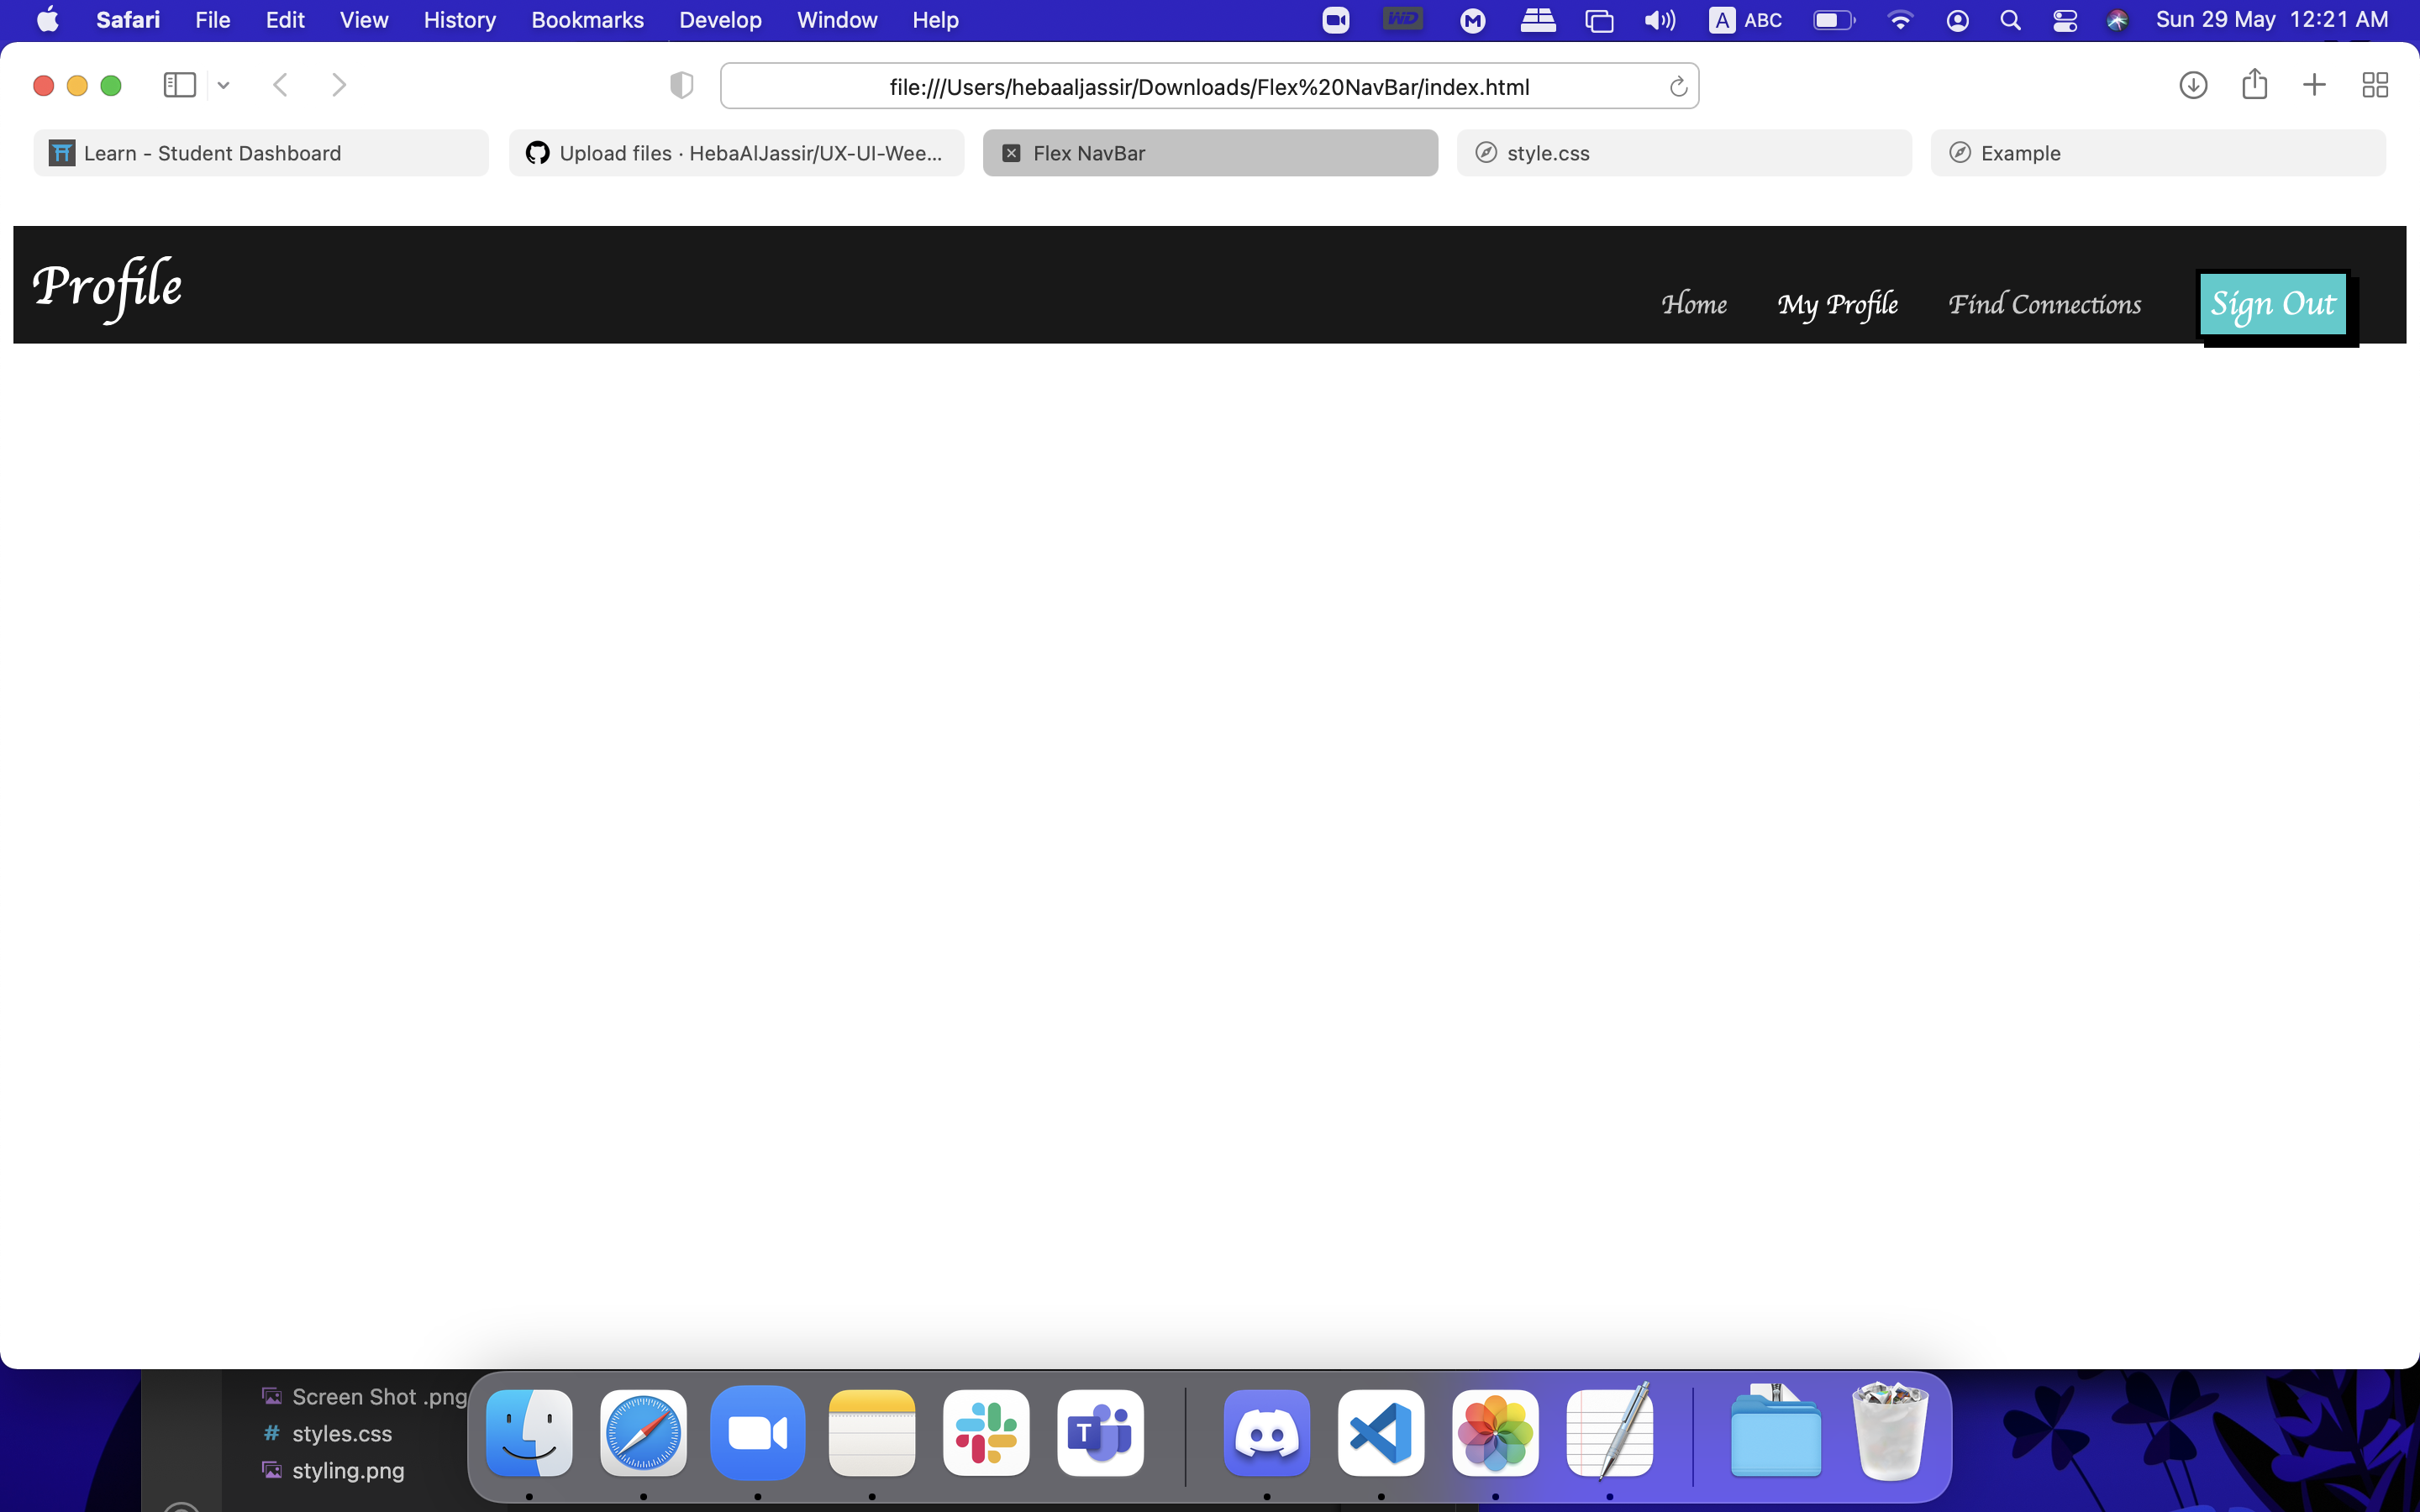 Safari File Edit View History Bookmarks Develop Window Help WD A ABC Sun 29 May 12:21 AM
file:///Users/hebaaljassir/Downloads/Flex%20NavBar/index.html
Learn - Student Dashboard
Upload files · HebaAlJassir/UX-UI-Wee...
Flex NavBar
style.css
Example
Profile
Home My Profile Find Connections Sign Out
Screen Shot .png
# styles.css
styling.png
T